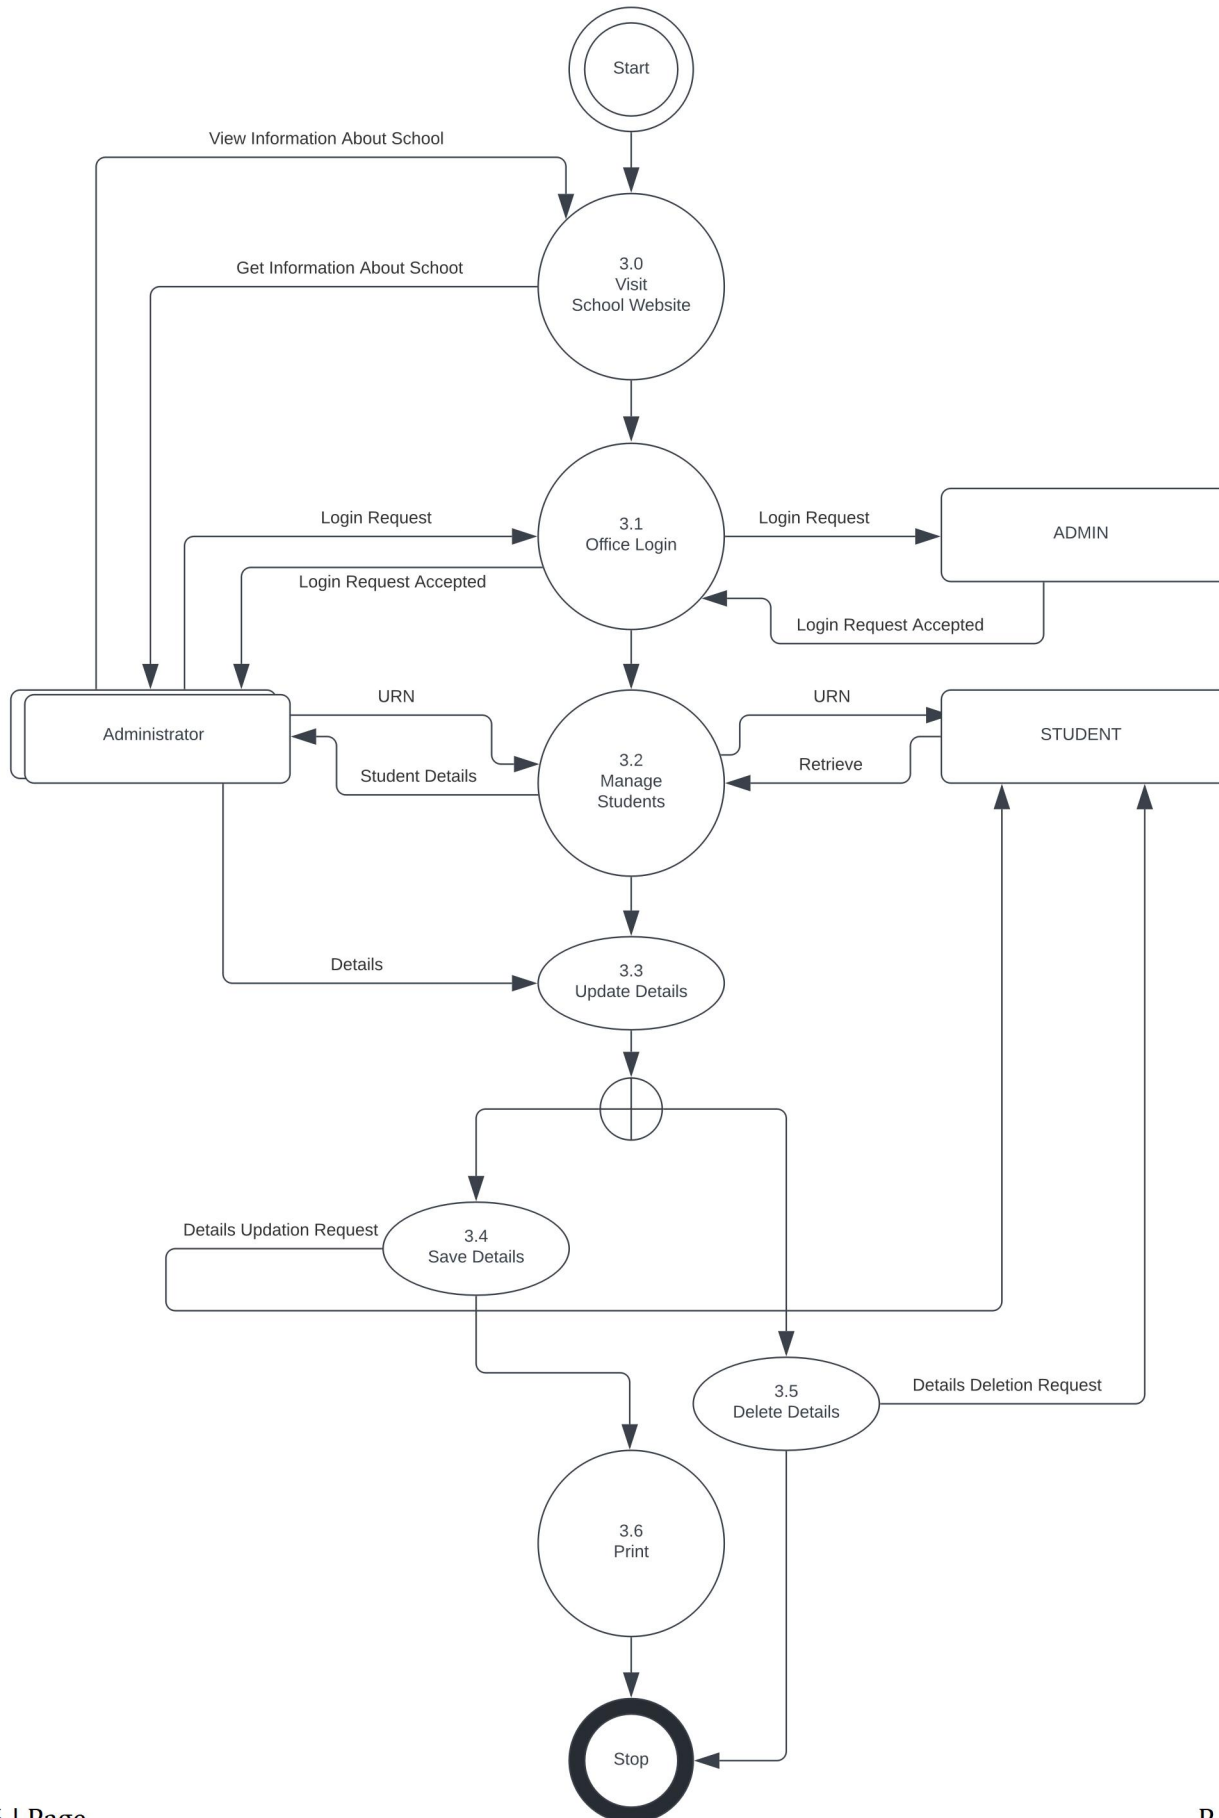 Start
View Information About School
Get Information About Schoot
3.0
Visit
School Website
Login Request
3.1
Office Login
Login Request
ADMIN
Login Request Accepted
Login Request Accepted
URN
URN
Administrator
STUDENT
3.2
Manage
Students
Student Details
Retrieve
Details
3.3
Update Details
Details Updation Request
3.4
Save Details
3.5
Delete Details
Details Deletion Request
3.6
Print
Stop
| Page